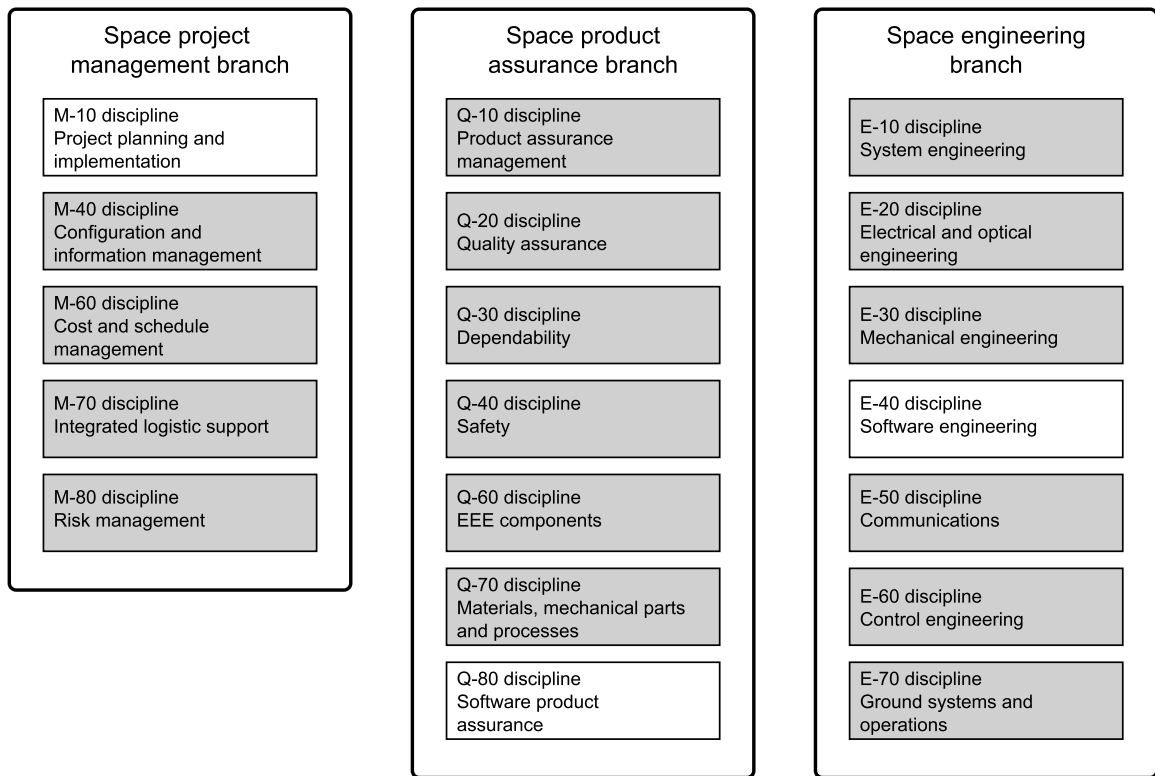 Space project
management branch
M-10 discipline
Project planning and
implementation
M-40 discipline
Configuration and
information management
M-60 discipline
Cost and schedule
management
M-70 discipline
Integrated logistic support
M-80 discipline
Risk management
Space product
assurance branch
Q-10 discipline
Product assurance
management
Q-20 discipline
Quality assurance
Q-30 discipline
Dependability
Q-40 discipline
Safety
Q-60 discipline
EEE components
Q-70 discipline
Materials, mechanical parts
and processes
Q-80 discipline
Software product
assurance
Space engineering
branch
E-10 discipline
System engineering
E-20 discipline
Electrical and optical
engineering
E-30 discipline
Mechanical engineering
E-40 discipline
Software engineering
E-50 discipline
Communications
E-60 discipline
Control engineering
E-70 discipline
Ground systems and
operations